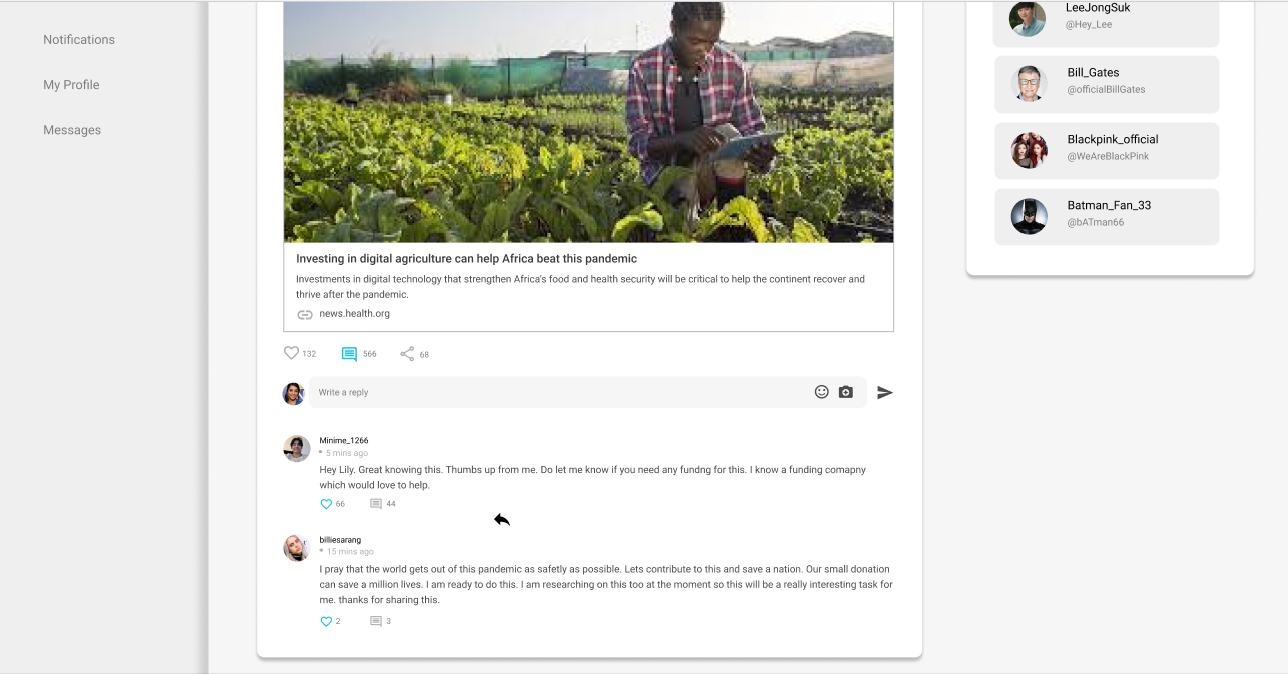 Notifications
My Profile
Messages
Investing in digital agriculture can help Africa beat this pandemic
Investments in digital technology that strengthen Africa's food and health security will be critical to help the continent recover and
thrive after the pandemic.
news.health.org
132
566
68
Write a reply
Minime_1266
5 mins ago
Hey Lily. Great knowing this. Thumbs up from me. Do let me know if you need any fundng for this. I know a funding comapny
which would love to help.
66
44
billiesarang
15 mins ago
I pray that the world gets out of this pandemic as safetly as possible. Lets contribute to this and save a nation. Our small donation
can save a million lives. I am ready to do this. I am researching on this too at the moment so this will be a really interesting task for
me. thanks for sharing this.
2
3
LeeJongSuk
@Hey_Lee
Bill_Gates
@officialBillGates
Blackpink_official
@WeAreBlackPink
Batman_Fan_33
@bATman66